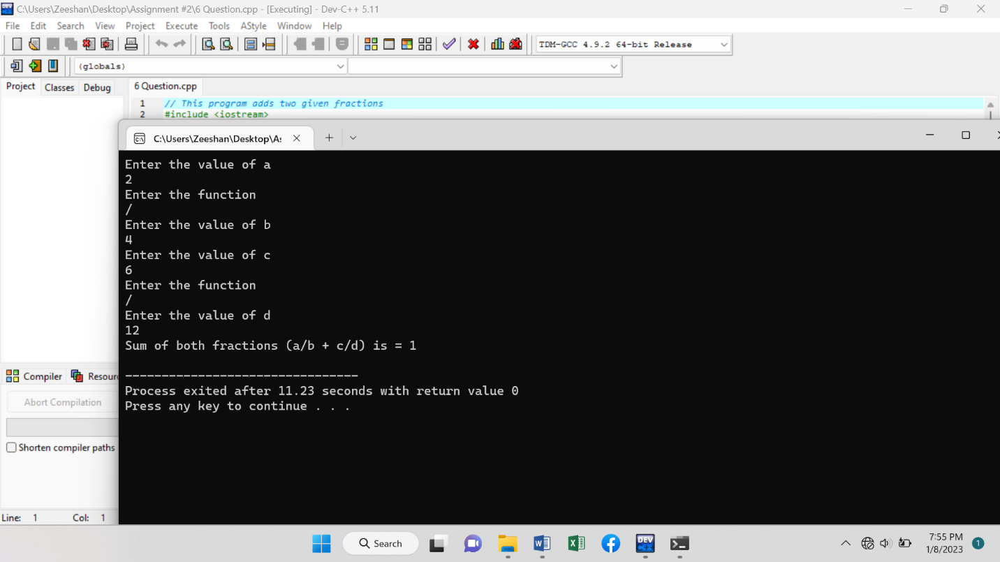 C:\Users\Zeeshan\Desktop\Assignment #2\6 Question.cpp - [Executing] - Dev-C++ 5.11
File Edit Search View Project Execute Tools AStyle Window Help
TDM-GCC 4.9.2 64-bit Release
(globals)
Project Classes Debug 6 Question.cpp
1 // This program adds two given fractions
2 #include <iostream>
C:\Users\Zeeshan\Desktop\As
Enter the value of a
2
Enter the function
/
Enter the value of b
4
Enter the value of c
6
Enter the function
/
Enter the value of d
12
Sum of both fractions (a/b + c/d) is = 1
--------------------------------
Process exited after 11.23 seconds with return value 0
Press any key to continue . . .
Compiler Resour
Abort Compilation
Shorten compiler paths
Line: 1 Col: 1
Search
DEV C++
7:55 PM
1/8/2023
1